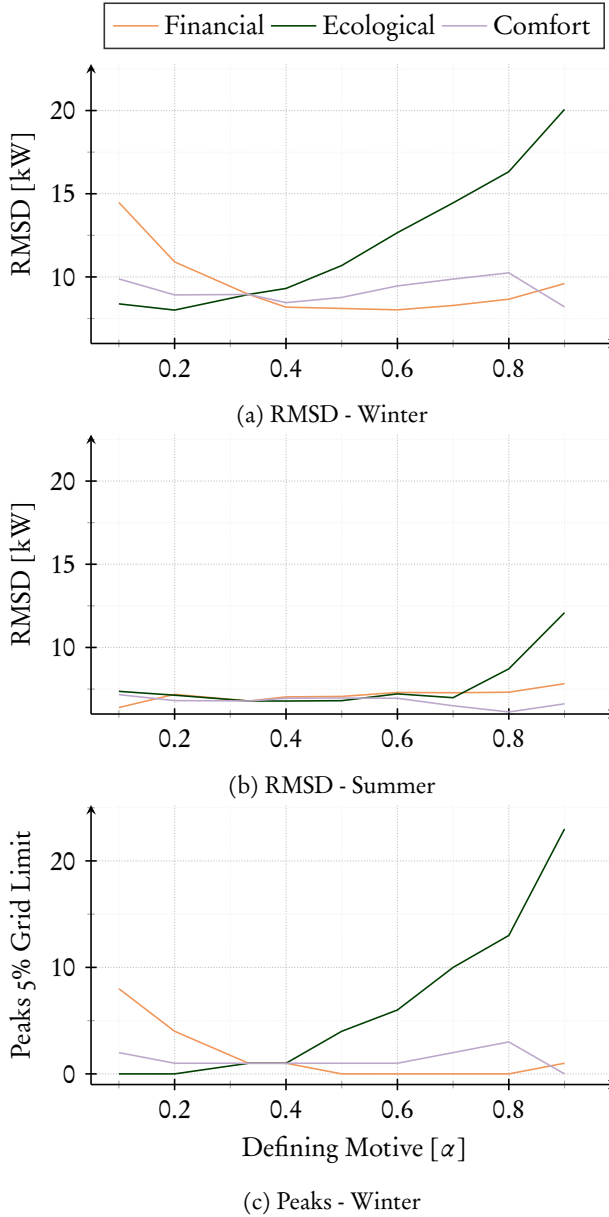 Financial Ecological Comfort
20
15
10
RMSD [kW]
0.2 0.4 0.6 0.8
(a) RMSD - Winter
20
15
10
RMSD [kW]
0.2 0.4 0.6 0.8
(b) RMSD - Summer
20
10
0
Peaks 5% Grid Limit
0.2 0.4 0.6 0.8
Defining Motive [α]
(c) Peaks - Winter